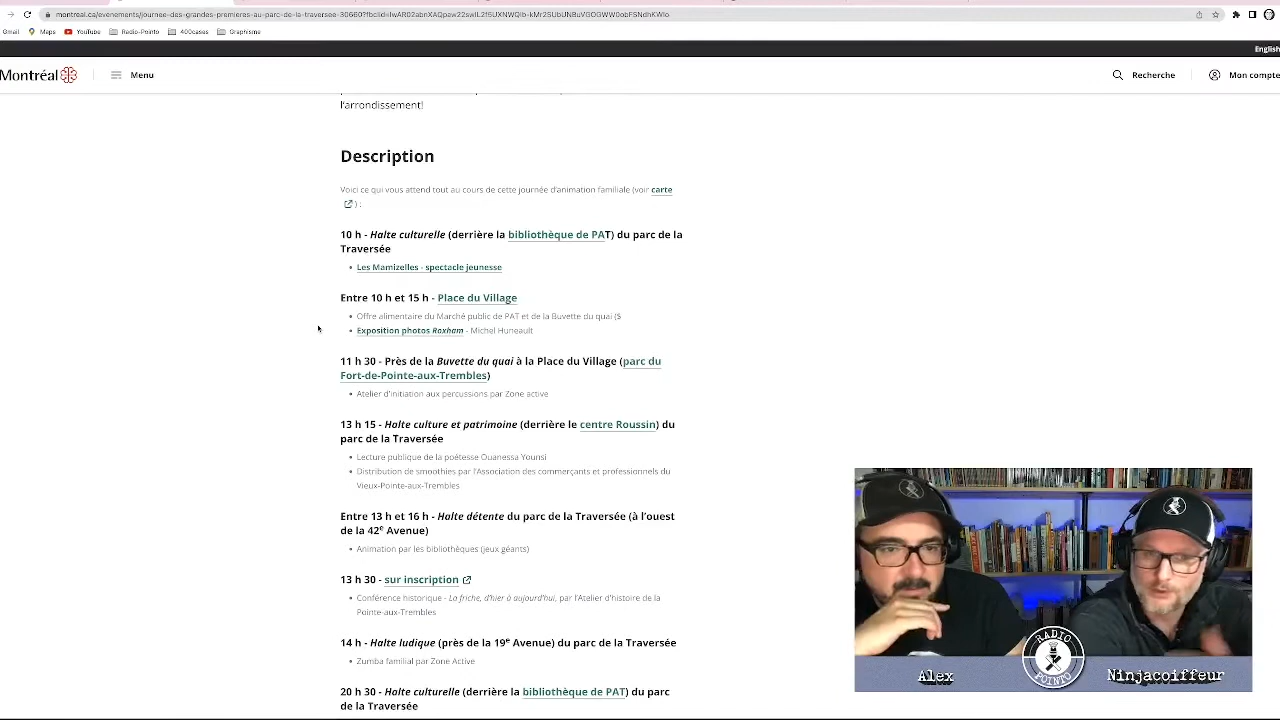 montreal.ca/evenements/journee-des-grandes-premieres-au-parc-de-la-traversee-30660?fbclid=
Gmail Maps YouTube Radio-Pointo 400cases Graphisme
English
Montréal Menu Recherche Mon compte
l'arrondissement!
Description
Voici ce qui vous attend tout au cours de cette journée d'animation familiale (voir carte
) :
10 h - Halte culturelle (derrière la bibliothèque de PAT) du parc de la
Traversée
• Les Mamizelles - spectacle jeunesse
Entre 10 h et 15 h - Place du Village
• Offre alimentaire du Marché public de PAT et de la Buvette du quai ($
• Exposition photos Roxham - Michel Huneault
11 h 30 - Près de la Buvette du quai à la Place du Village (parc du
Fort-de-Pointe-aux-Trembles)
• Atelier d'initiation aux percussions par Zone active
13 h 15 - Halte culture et patrimoine (derrière le centre Roussin) du
parc de la Traversée
• Lecture publique de la poétesse Ouanessa Younsi
• Distribution de smoothies par l'Association des commerçants et professionnels du
Vieux-Pointe-aux-Trembles
Entre 13 h et 16 h - Halte détente du parc de la Traversée (à l'ouest
de la 42e Avenue)
• Animation par les bibliothèques (jeux géants)
13 h 30 - sur inscription
• Conférence historique - La friche, d'hier à aujourd'hui, par l'Atelier d'histoire de la
Pointe-aux-Trembles
14 h - Halte ludique (près de la 19e Avenue) du parc de la Traversée
• Zumba familial par Zone Active
20 h 30 - Halte culturelle (derrière la bibliothèque de PAT) du parc
de la Traversée
RADIO
POINTO
Alex
Ninjacoiffeur